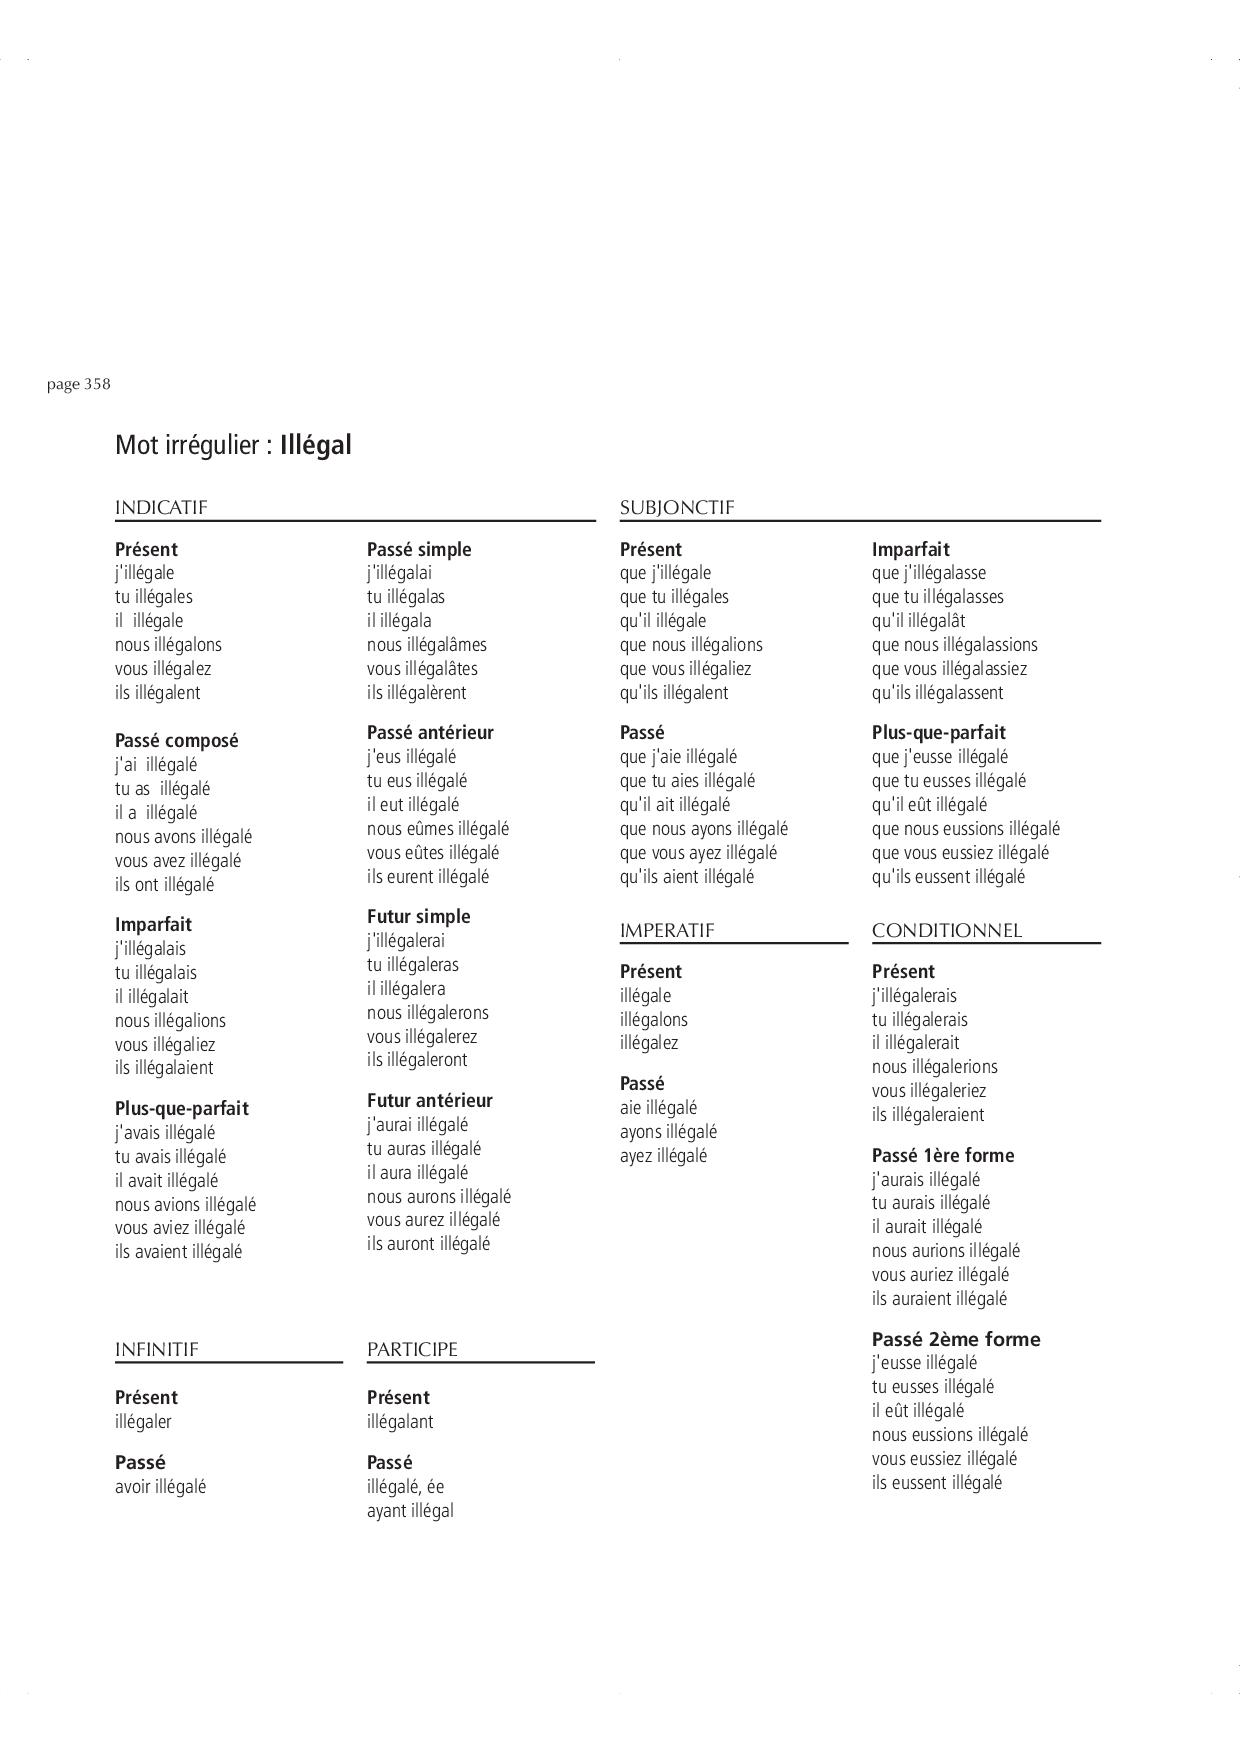 page 358
Mot irrégulier : Illégal
INDICATIF
Présent
j'illégale
tu illégales
il  illégale
nous illégalons
vous illégalez
ils illégalent
Passé composé
j'ai  illégalé
tu as  illégalé
il a  illégalé
nous avons illégalé
vous avez illégalé
ils ont illégalé
Imparfait
j'illégalais
tu illégalais
il illégalait
nous illégalions
vous illégaliez
ils illégalaient
Plus-que-parfait
j'avais illégalé
tu avais illégalé
il avait illégalé
nous avions illégalé
vous aviez illégalé
ils avaient illégalé
Passé simple
j'illégalai
tu illégalas
il illégala
nous illégalâmes
vous illégalâtes
ils illégalèrent
Passé antérieur
j'eus illégalé
tu eus illégalé
il eut illégalé
nous eûmes illégalé
vous eûtes illégalé
ils eurent illégalé
Futur simple
j'illégalerai
tu illégaleras
il illégalera
nous illégalerons
vous illégalerez
ils illégaleront
Futur antérieur
j'aurai illégalé
tu auras illégalé
il aura illégalé
nous aurons illégalé
vous aurez illégalé
ils auront illégalé
SUBJONCTIF
Présent
que j'illégale
que tu illégales
qu'il illégale
que nous illégalions
que vous illégaliez
qu'ils illégalent
Passé
que j'aie illégalé
que tu aies illégalé
qu'il ait illégalé
que nous ayons illégalé
que vous ayez illégalé
qu'ils aient illégalé
Imparfait
que j'illégalasse
que tu illégalasses
qu'il illégalât
que nous illégalassions
que vous illégalassiez
qu'ils illégalassent
Plus-que-parfait
que j'eusse illégalé
que tu eusses illégalé
qu'il eût illégalé
que nous eussions illégalé
que vous eussiez illégalé
qu'ils eussent illégalé
IMPERATIF
Présent
illégale
illégalons
illégalez
Passé
aie illégalé
ayons illégalé
ayez illégalé
CONDITIONNEL
Présent
j'illégalerais
tu illégalerais
il illégalerait
nous illégalerions
vous illégaleriez
ils illégaleraient
Passé 1ère forme
j'aurais illégalé
tu aurais illégalé
il aurait illégalé
nous aurions illégalé
vous auriez illégalé
ils auraient illégalé
Passé 2ème forme
j'eusse illégalé
tu eusses illégalé
il eût illégalé
nous eussions illégalé
vous eussiez illégalé
ils eussent illégalé
INFINITIF
Présent
illégaler
Passé
avoir illégalé
PARTICIPE
Présent
illégalant
Passé
illégalé, ée
ayant illégal